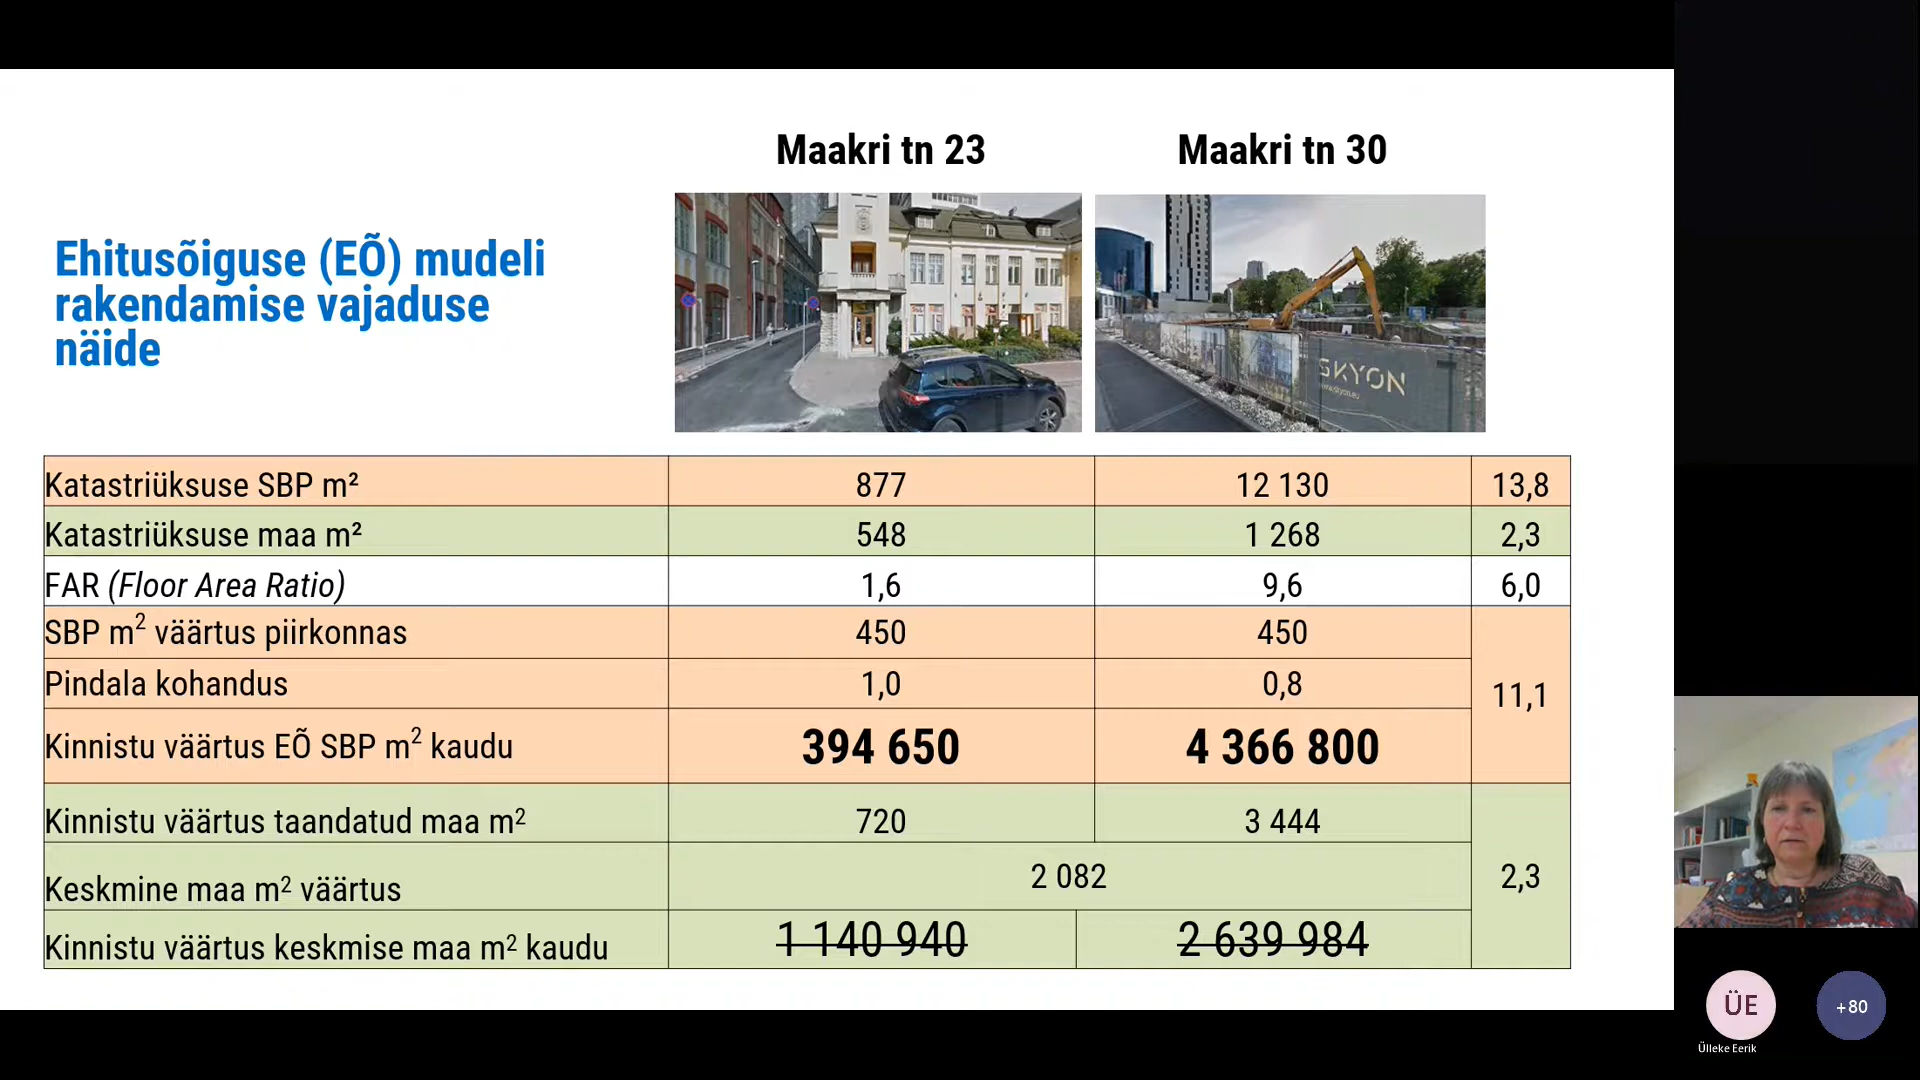 Maakri tn 23
Maakri tn 30
Ehitusõiguse (EÕ) mudeli
rakendamise vajaduse
näide
SKYON
Katastriüksuse SBP m² 877 12 130 13,8
Katastriüksuse maa m² 548 1 268 2,3
FAR (Floor Area Ratio) 1,6 9,6 6,0
SBP m² väärtus piirkonnas 450 450
Pindala kohandus 1,0 0,8
11,1
Kinnistu väärtus EÕ SBP m² kaudu 394 650 4 366 800
Kinnistu väärtus taandatud maa m² 720 3 444
Keskmine maa m² väärtus 2 082
2,3
Kinnistu väärtus keskmise maa m² kaudu 1 140 940 2 639 984
ÜE
+80
Ülleke Eerik